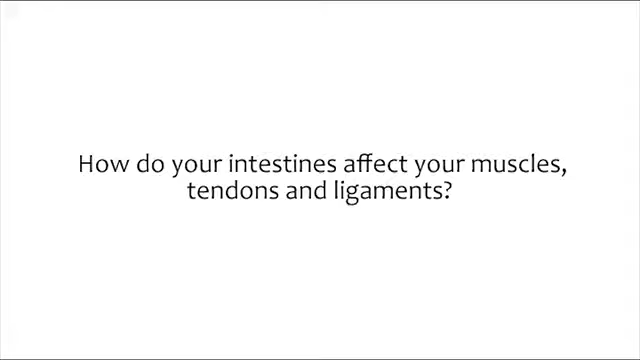 How do your intestines affect your muscles,
tendons and ligaments?